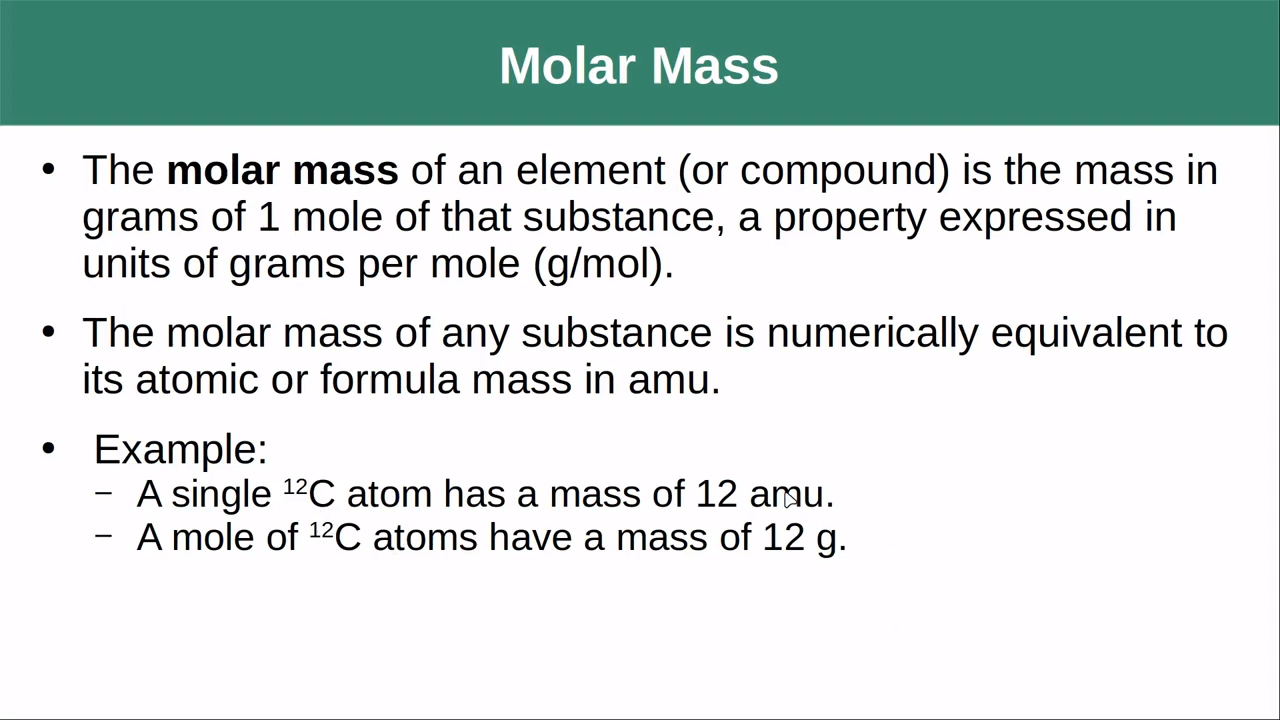 Molar Mass
• The molar mass of an element (or compound) is the mass in
grams of 1 mole of that substance, a property expressed in
units of grams per mole (g/mol).
• The molar mass of any substance is numerically equivalent to
its atomic or formula mass in amu.
• Example:
– A single ¹²C atom has a mass of 12 amu.
– A mole of ¹²C atoms have a mass of 12 g.